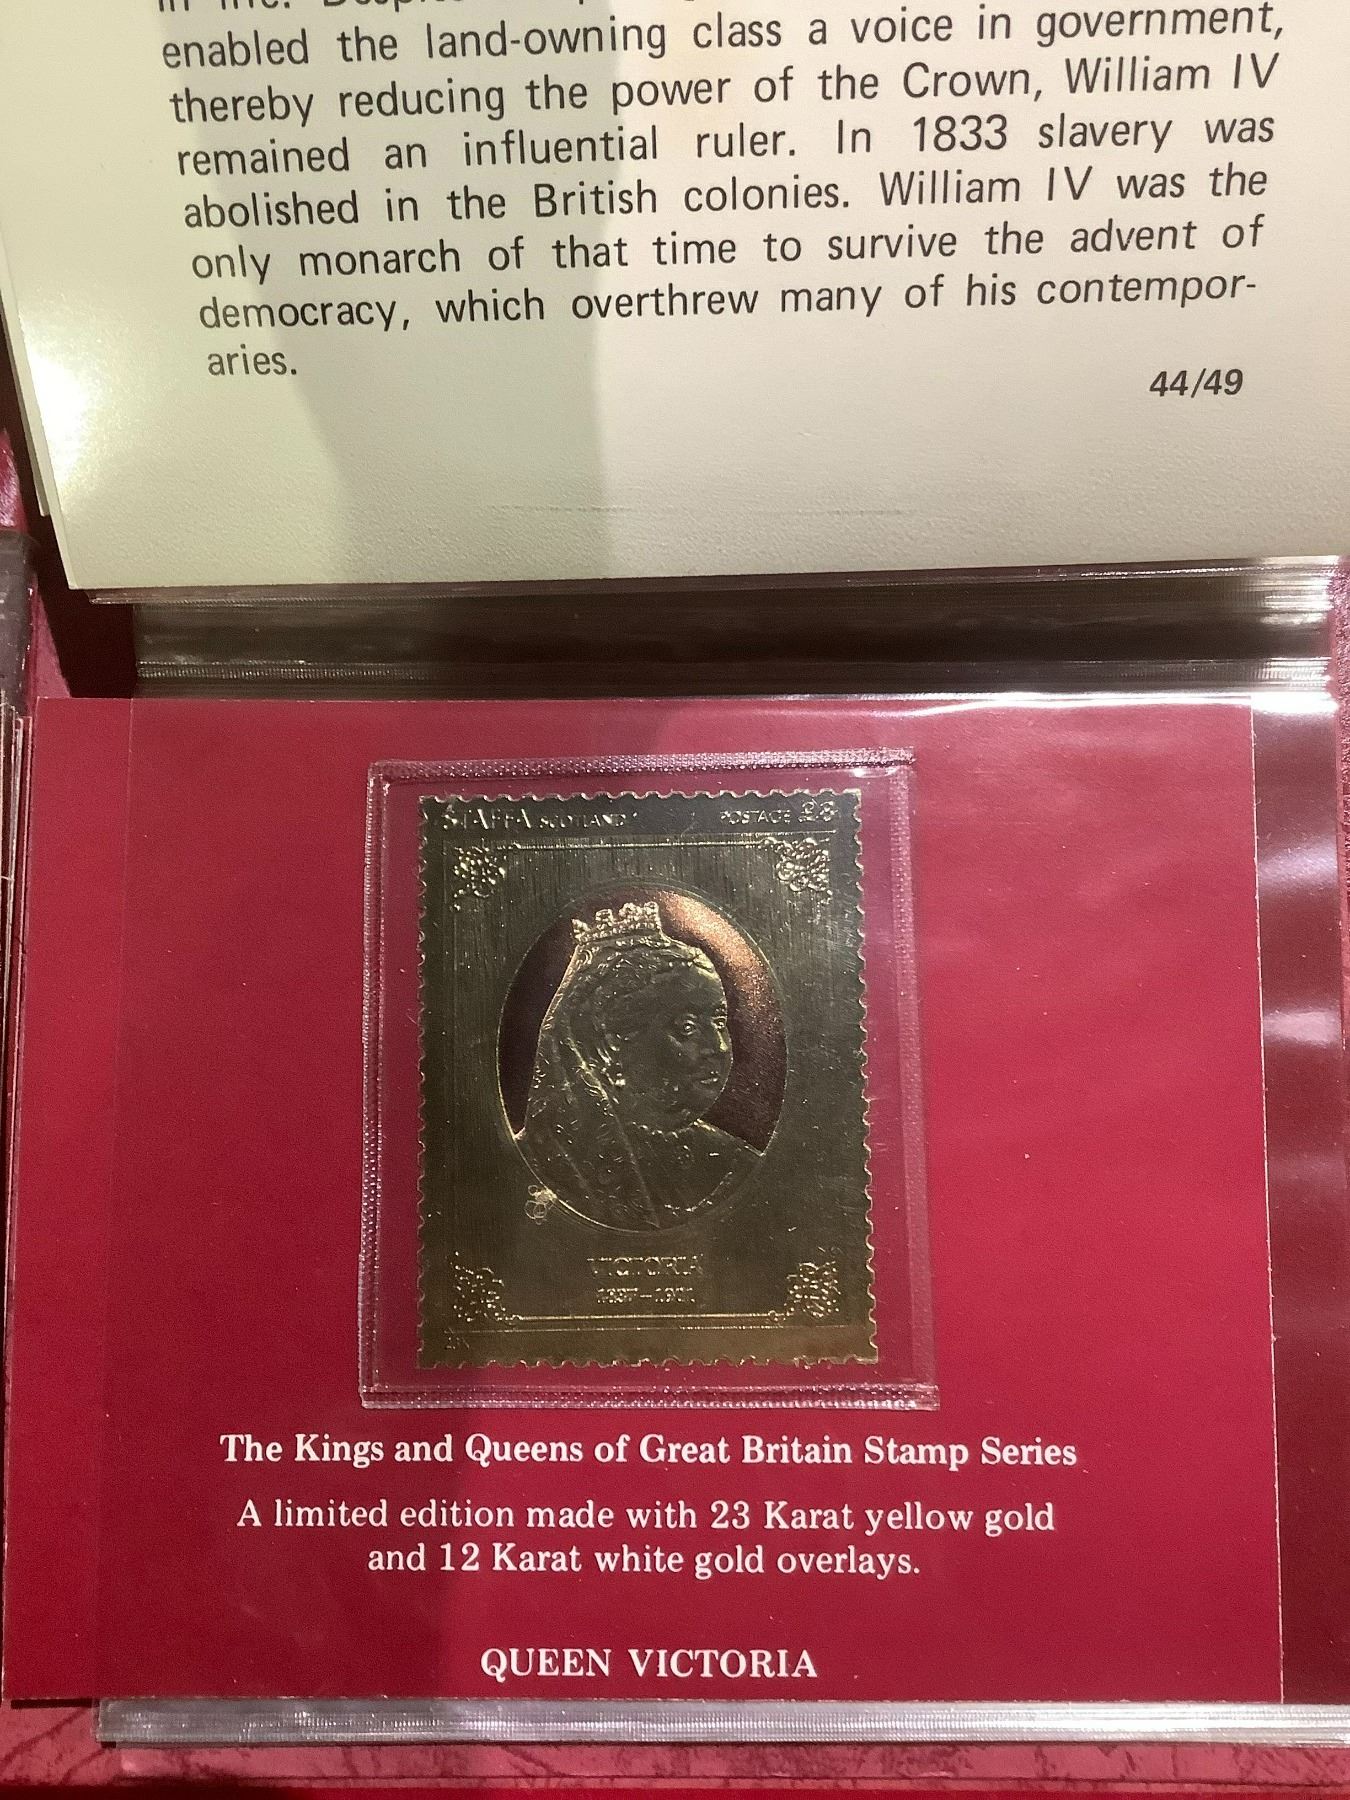 enabled the land-owning class a voice in government,
thereby reducing the power of the Crown, William IV
remained an influential ruler. In 1833 slavery was
abolished in the British colonies. William IV was the
only monarch of that time to survive the advent of
democracy, which overthrew many of his contempor-
aries.
44/49
STAFFA SCOTLAND POSTAGE £8
VICTORIA
1837-1901
The Kings and Queens of Great Britain Stamp Series
A limited edition made with 23 Karat yellow gold
and 12 Karat white gold overlays.
QUEEN VICTORIA